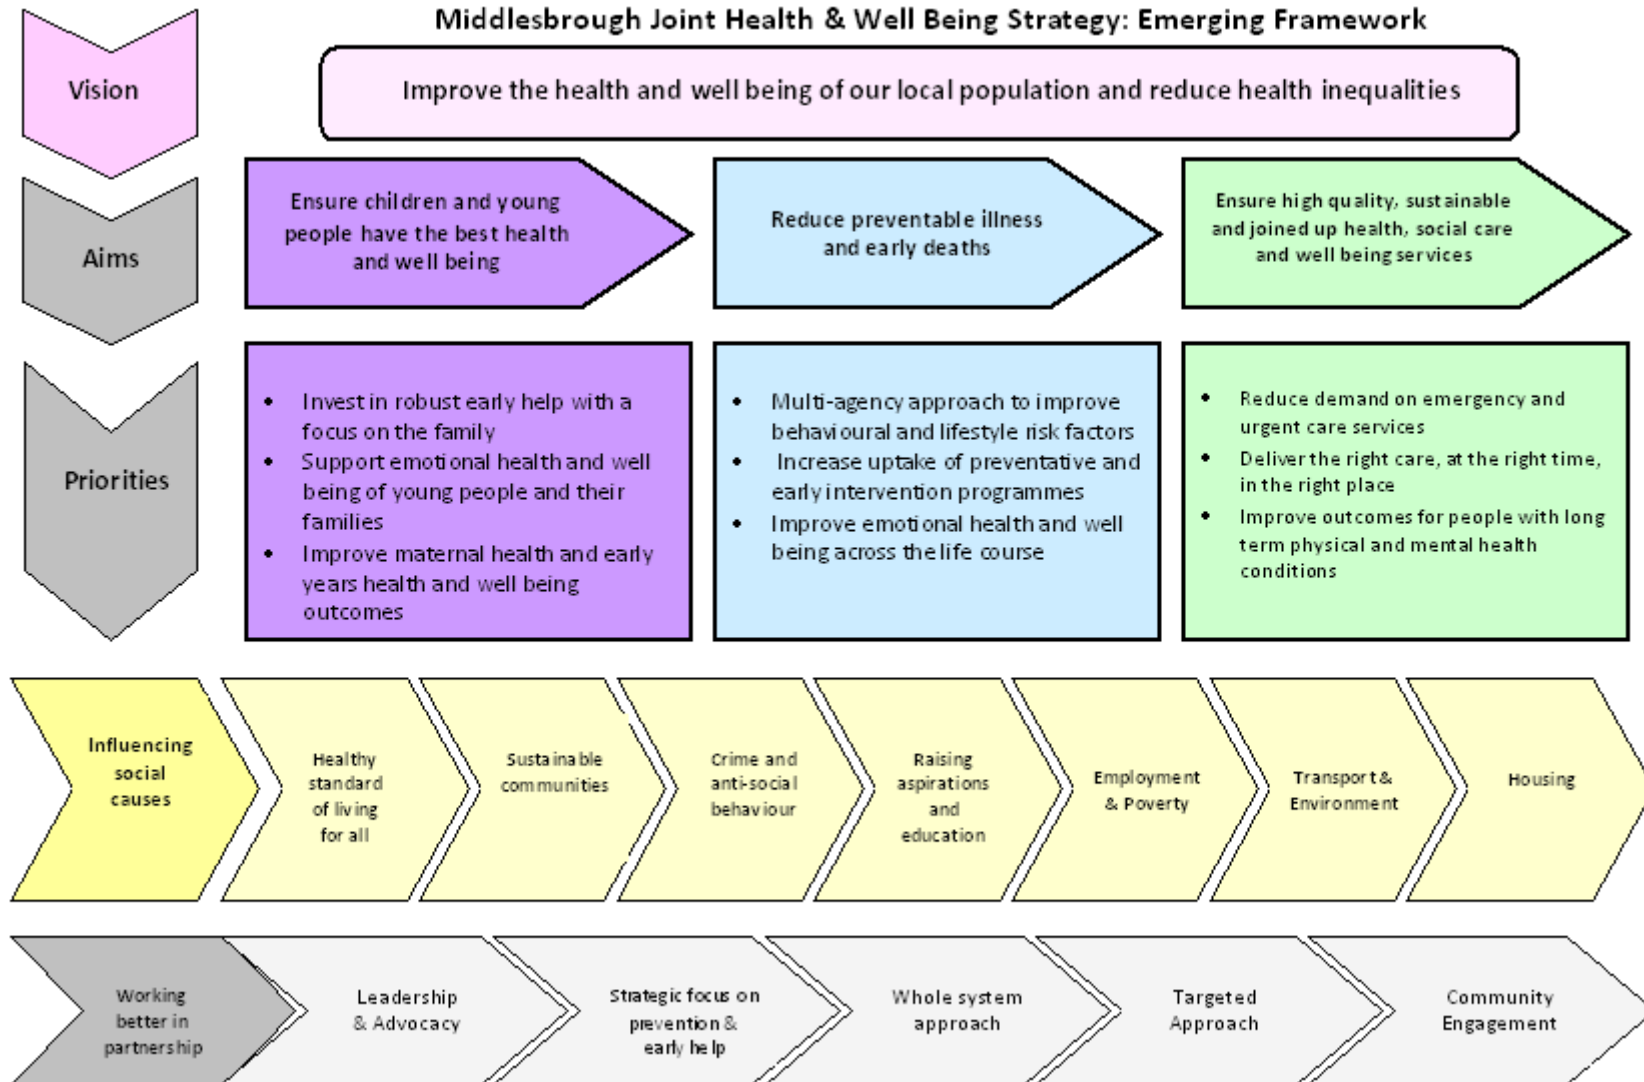 Middlesbrough Joint Health & Well Being Strategy: Emerging Framework
Vision
Improve the health and well being of our local population and reduce health inequalities
Aims
Ensure children and young
people have the best health
and well being
Reduce preventable illness
and early deaths
Ensure high quality, sustainable
and joined up health, social care
and well being services
Priorities
• Invest in robust early help with a
focus on the family
• Support emotional health and well
being of young people and their
families
• Improve maternal health and early
years health and well being
outcomes
• Multi-agency approach to improve
behavioural and lifestyle risk factors
• Increase uptake of preventative and
early intervention programmes
• Improve emotional health and well
being across the life course
• Reduce demand on emergency and
urgent care services
• Deliver the right care, at the right time,
in the right place
• Improve outcomes for people with long
term physical and mental health
conditions
Influencing
social
causes
Healthy
standard
of living
for all
Sustainable
communities
Crime and
anti-social
behaviour
Raising
aspirations
and
education
Employment
& Poverty
Transport &
Environment
Housing
Working
better in
partnership
Leadership
& Advocacy
Strategic focus on
prevention &
early help
Whole system
approach
Targeted
Approach
Community
Engagement